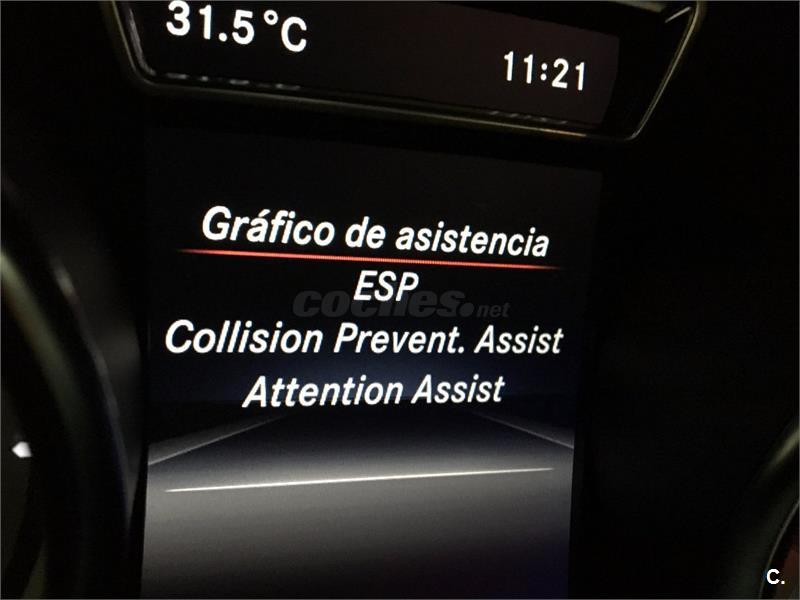 31.5°C
11:21
Gráfico de asistencia
ESP
coches.net
Collision Prevent. Assist
Attention Assist
C.